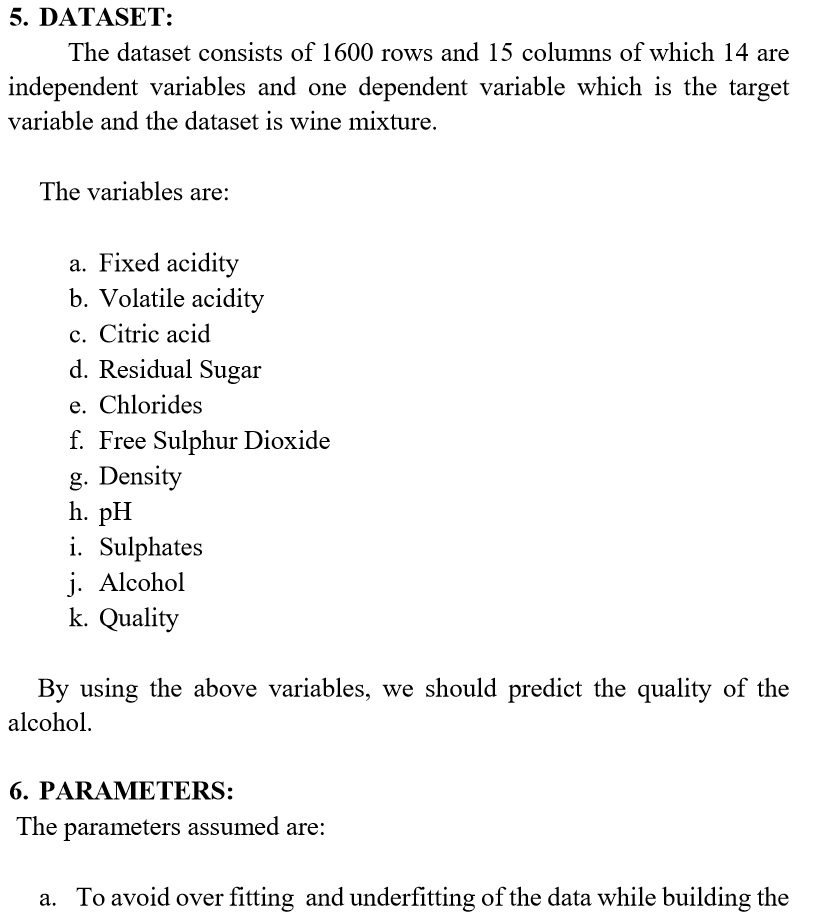 5. DATASET:
The dataset consists of 1600 rows and 15 columns of which 14 are
independent variables and one dependent variable which is the target
variable and the dataset is wine mixture.
The variables are:
a. Fixed acidity
b. Volatile acidity
c. Citric acid
d. Residual Sugar
e. Chlorides
f. Free Sulphur Dioxide
g. Density
h. pH
i. Sulphates
j. Alcohol
k. Quality
By using the above variables, we should predict the quality of the
alcohol.
6. PARAMETERS:
The parameters assumed are:
a. To avoid over fitting and underfitting of the data while building the